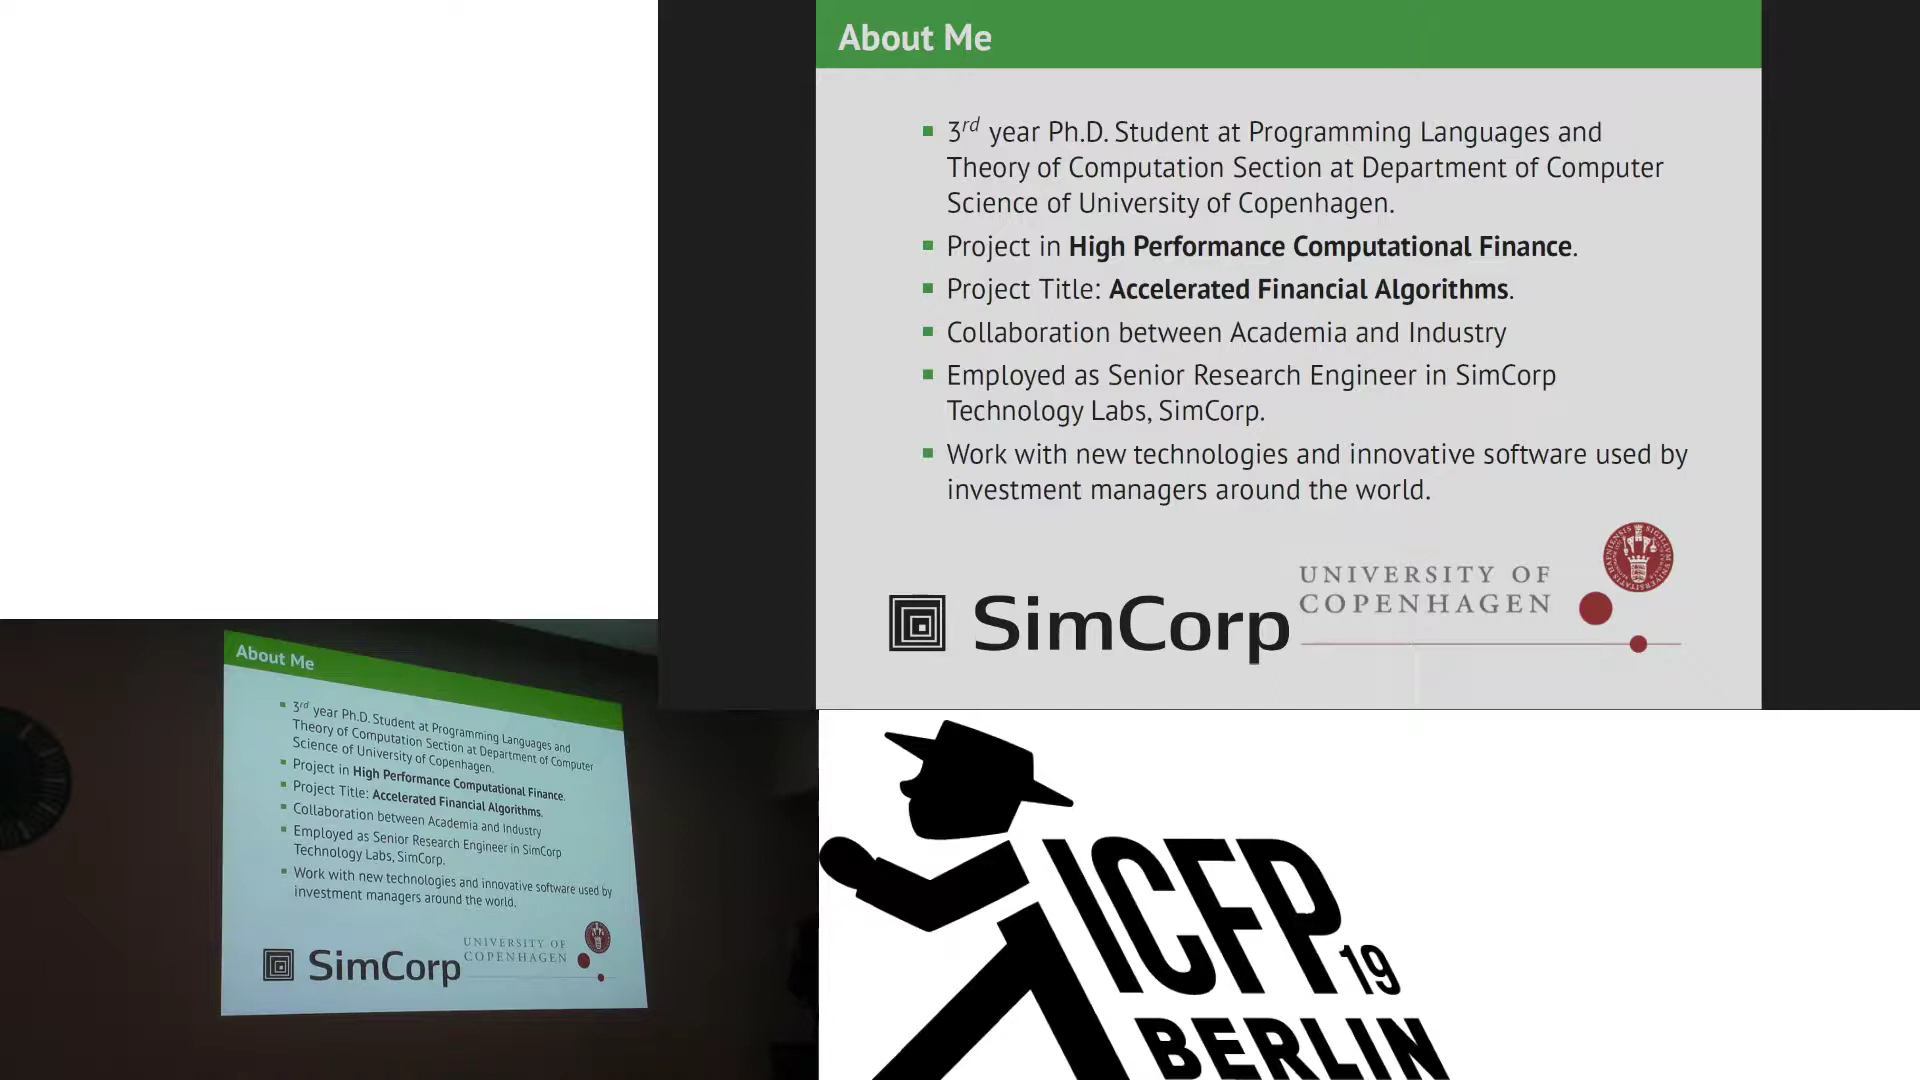 About Me
3rd year Ph.D. Student at Programming Languages and
Theory of Computation Section at Department of Computer
Science of University of Copenhagen.
Project in High Performance Computational Finance.
Project Title: Accelerated Financial Algorithms.
Collaboration between Academia and Industry
Employed as Senior Research Engineer in SimCorp
Technology Labs, SimCorp.
Work with new technologies and innovative software used by
investment managers around the world.
SimCorp
UNIVERSITY OF
COPENHAGEN
About Me
3rd year Ph.D. Student at Programming Languages and
Theory of Computation Section at Department of Computer
Science of University of Copenhagen.
Project in High Performance Computational Finance.
Project Title: Accelerated Financial Algorithms.
Collaboration between Academia and Industry
Employed as Senior Research Engineer in SimCorp
Technology Labs, SimCorp.
Work with new technologies and innovative software used by
investment managers around the world.
SimCorp
UNIVERSITY OF
COPENHAGEN
ICFP 19
BERLIN